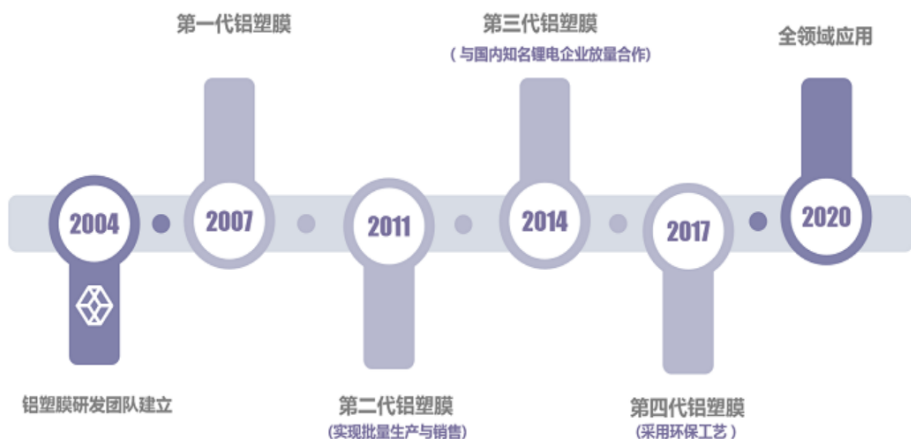 第一代铝塑膜
第三代铝塑膜
（与国内知名锂电企业放量合作)
全领域应用
2004
2007
2011
2014
2017
2020
铝塑膜研发团队建立
第二代铝塑膜
(实现批量生产与销售)
第四代铝塑膜
(采用环保工艺）